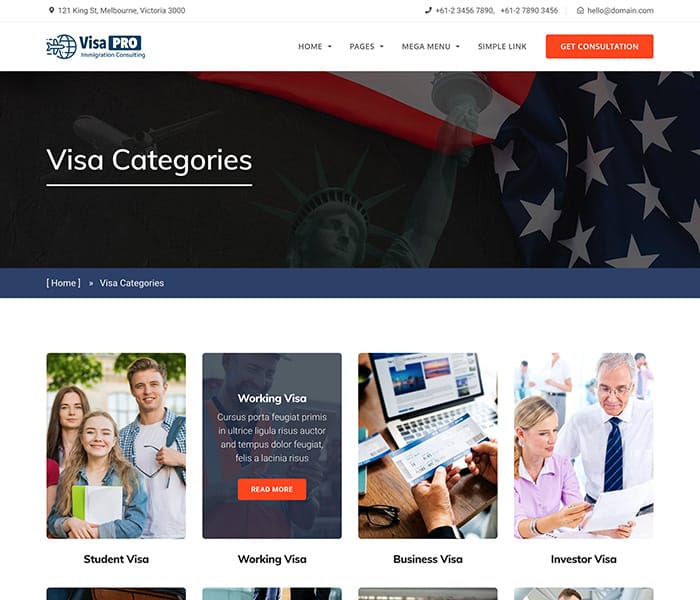 121 King St, Melbourne, Victoria 3000
+61-2 3456 7890, +61-2 7890 3456
hello@domain.com
Visa PRO
Immigration Consulting
HOME
PAGES
MEGA MENU
SIMPLE LINK
GET CONSULTATION
Visa Categories
[ Home ] » Visa Categories
Working Visa
Cursus porta feugiat primis
in ultrice ligula risus auctor
and tempus dolor feugiat,
felis a lacinia risus
READ MORE
Student Visa
Working Visa
Business Visa
Investor Visa